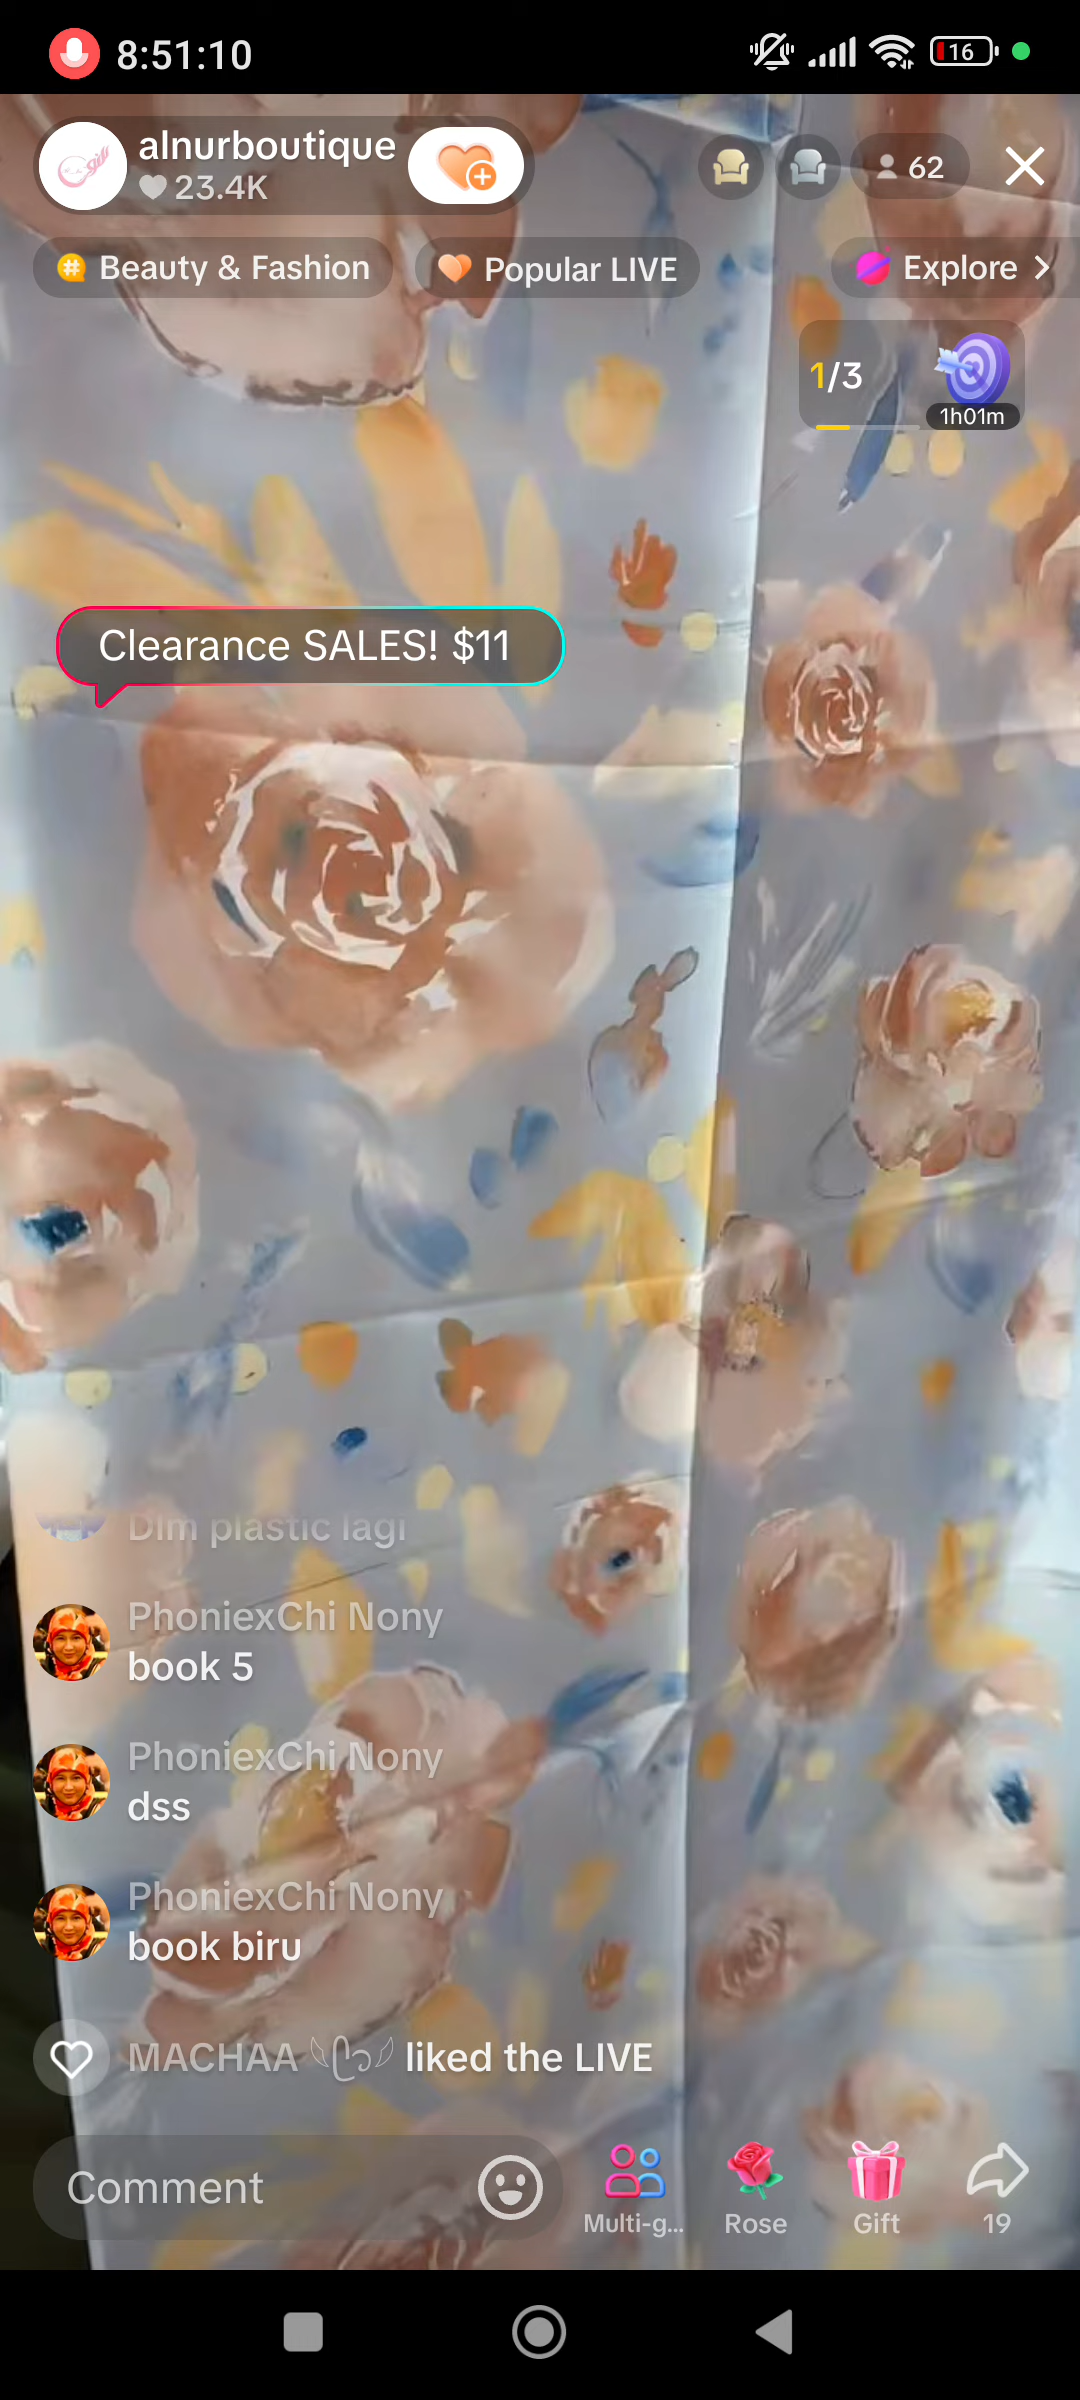 8:51:10
16
alnurboutique
23.4K
62
Beauty & Fashion
Popular LIVE
Explore
1/3
1h01m
Clearance SALES! $11
Dlm plastic lagi
PhoniexChi Nony
book 5
PhoniexChi Nony
dss
PhoniexChi Nony
book biru
MACHAA liked the LIVE
Comment
Multi-g...
Rose
Gift
19